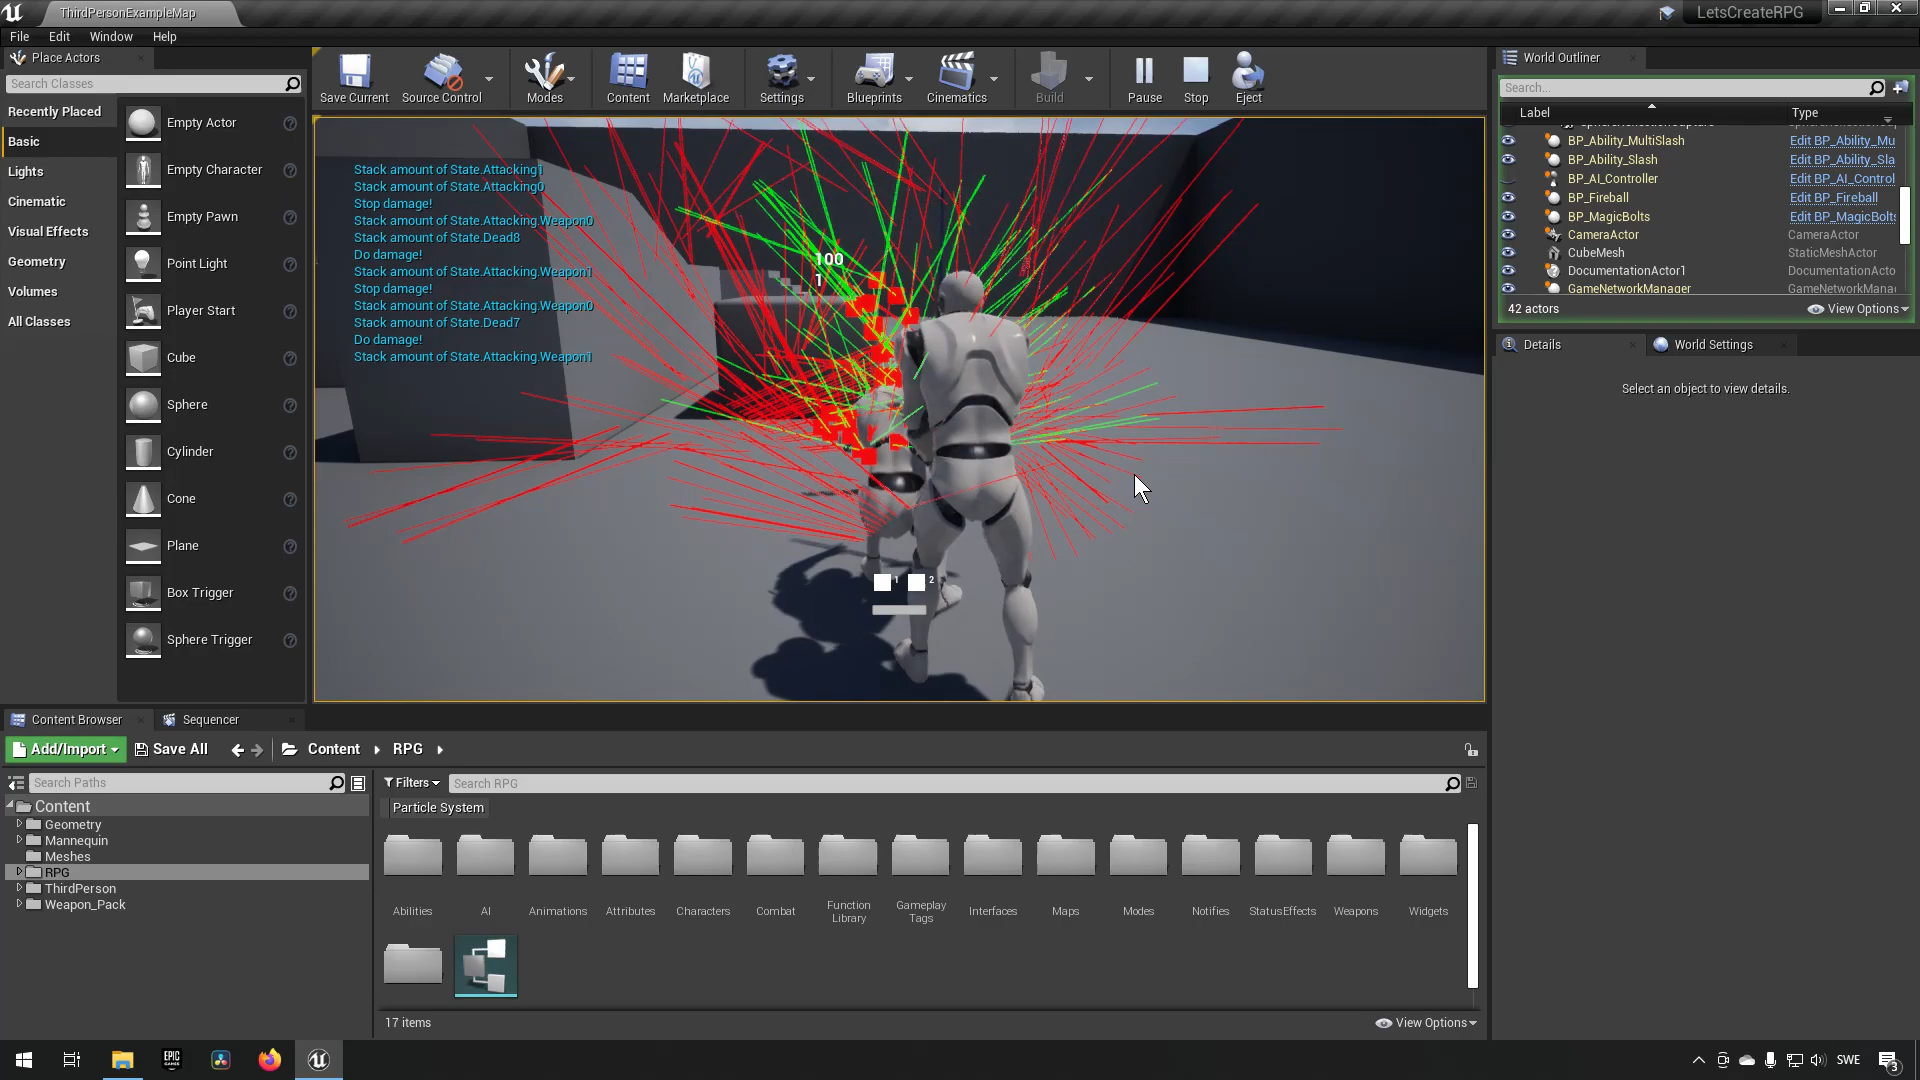 ThirdPersonExampleMap
LetsCreateRPG
File Edit Window Help
Place Actors
Search Classes
Recently Placed
Basic
Lights
Cinematic
Visual Effects
Geometry
Volumes
All Classes
Empty Actor
Empty Character
Empty Pawn
Point Light
Player Start
Cube
Sphere
Cylinder
Cone
Plane
Box Trigger
Sphere Trigger
Save Current
Source Control
Modes
Content
Marketplace
Settings
Blueprints
Cinematics
Build
Pause
Stop
Eject
Stack amount of State.Attacking1
Stack amount of State.Attacking0
Stop damage!
Stack amount of State.Attacking.Weapon0
Stack amount of State.Dead8
Do damage!
Stack amount of State.Attacking.Weapon1
Stop damage!
Stack amount of State.Attacking.Weapon0
Stack amount of State.Dead7
Do damage!
Stack amount of State.Attacking.Weapon1
100
1
1 2
World Outliner
Search...
Label Type
BP_Ability_MultiSlash Edit BP_Ability_Mu
BP_Ability_Slash Edit BP_Ability_Sla
BP_AI_Controller Edit BP_AI_Control
BP_Fireball Edit BP_Fireball
BP_MagicBolts Edit BP_MagicBolts
CameraActor CameraActor
CubeMesh StaticMeshActor
DocumentationActor1 DocumentationActo
GameNetworkManager GameNetworkMana
42 actors View Options
Details World Settings
Select an object to view details.
Content Browser Sequencer
Add/Import Save All Content RPG
Search Paths
Content
Geometry
Mannequin
Meshes
RPG
ThirdPerson
Weapon_Pack
Filters Search RPG
Particle System
Abilities
AI
Animations
Attributes
Characters
Combat
Function
Library
Gameplay
Tags
Interfaces
Maps
Modes
Notifies
StatusEffects
Weapons
Widgets
17 items View Options
EPIC
GAMES
SWE
3